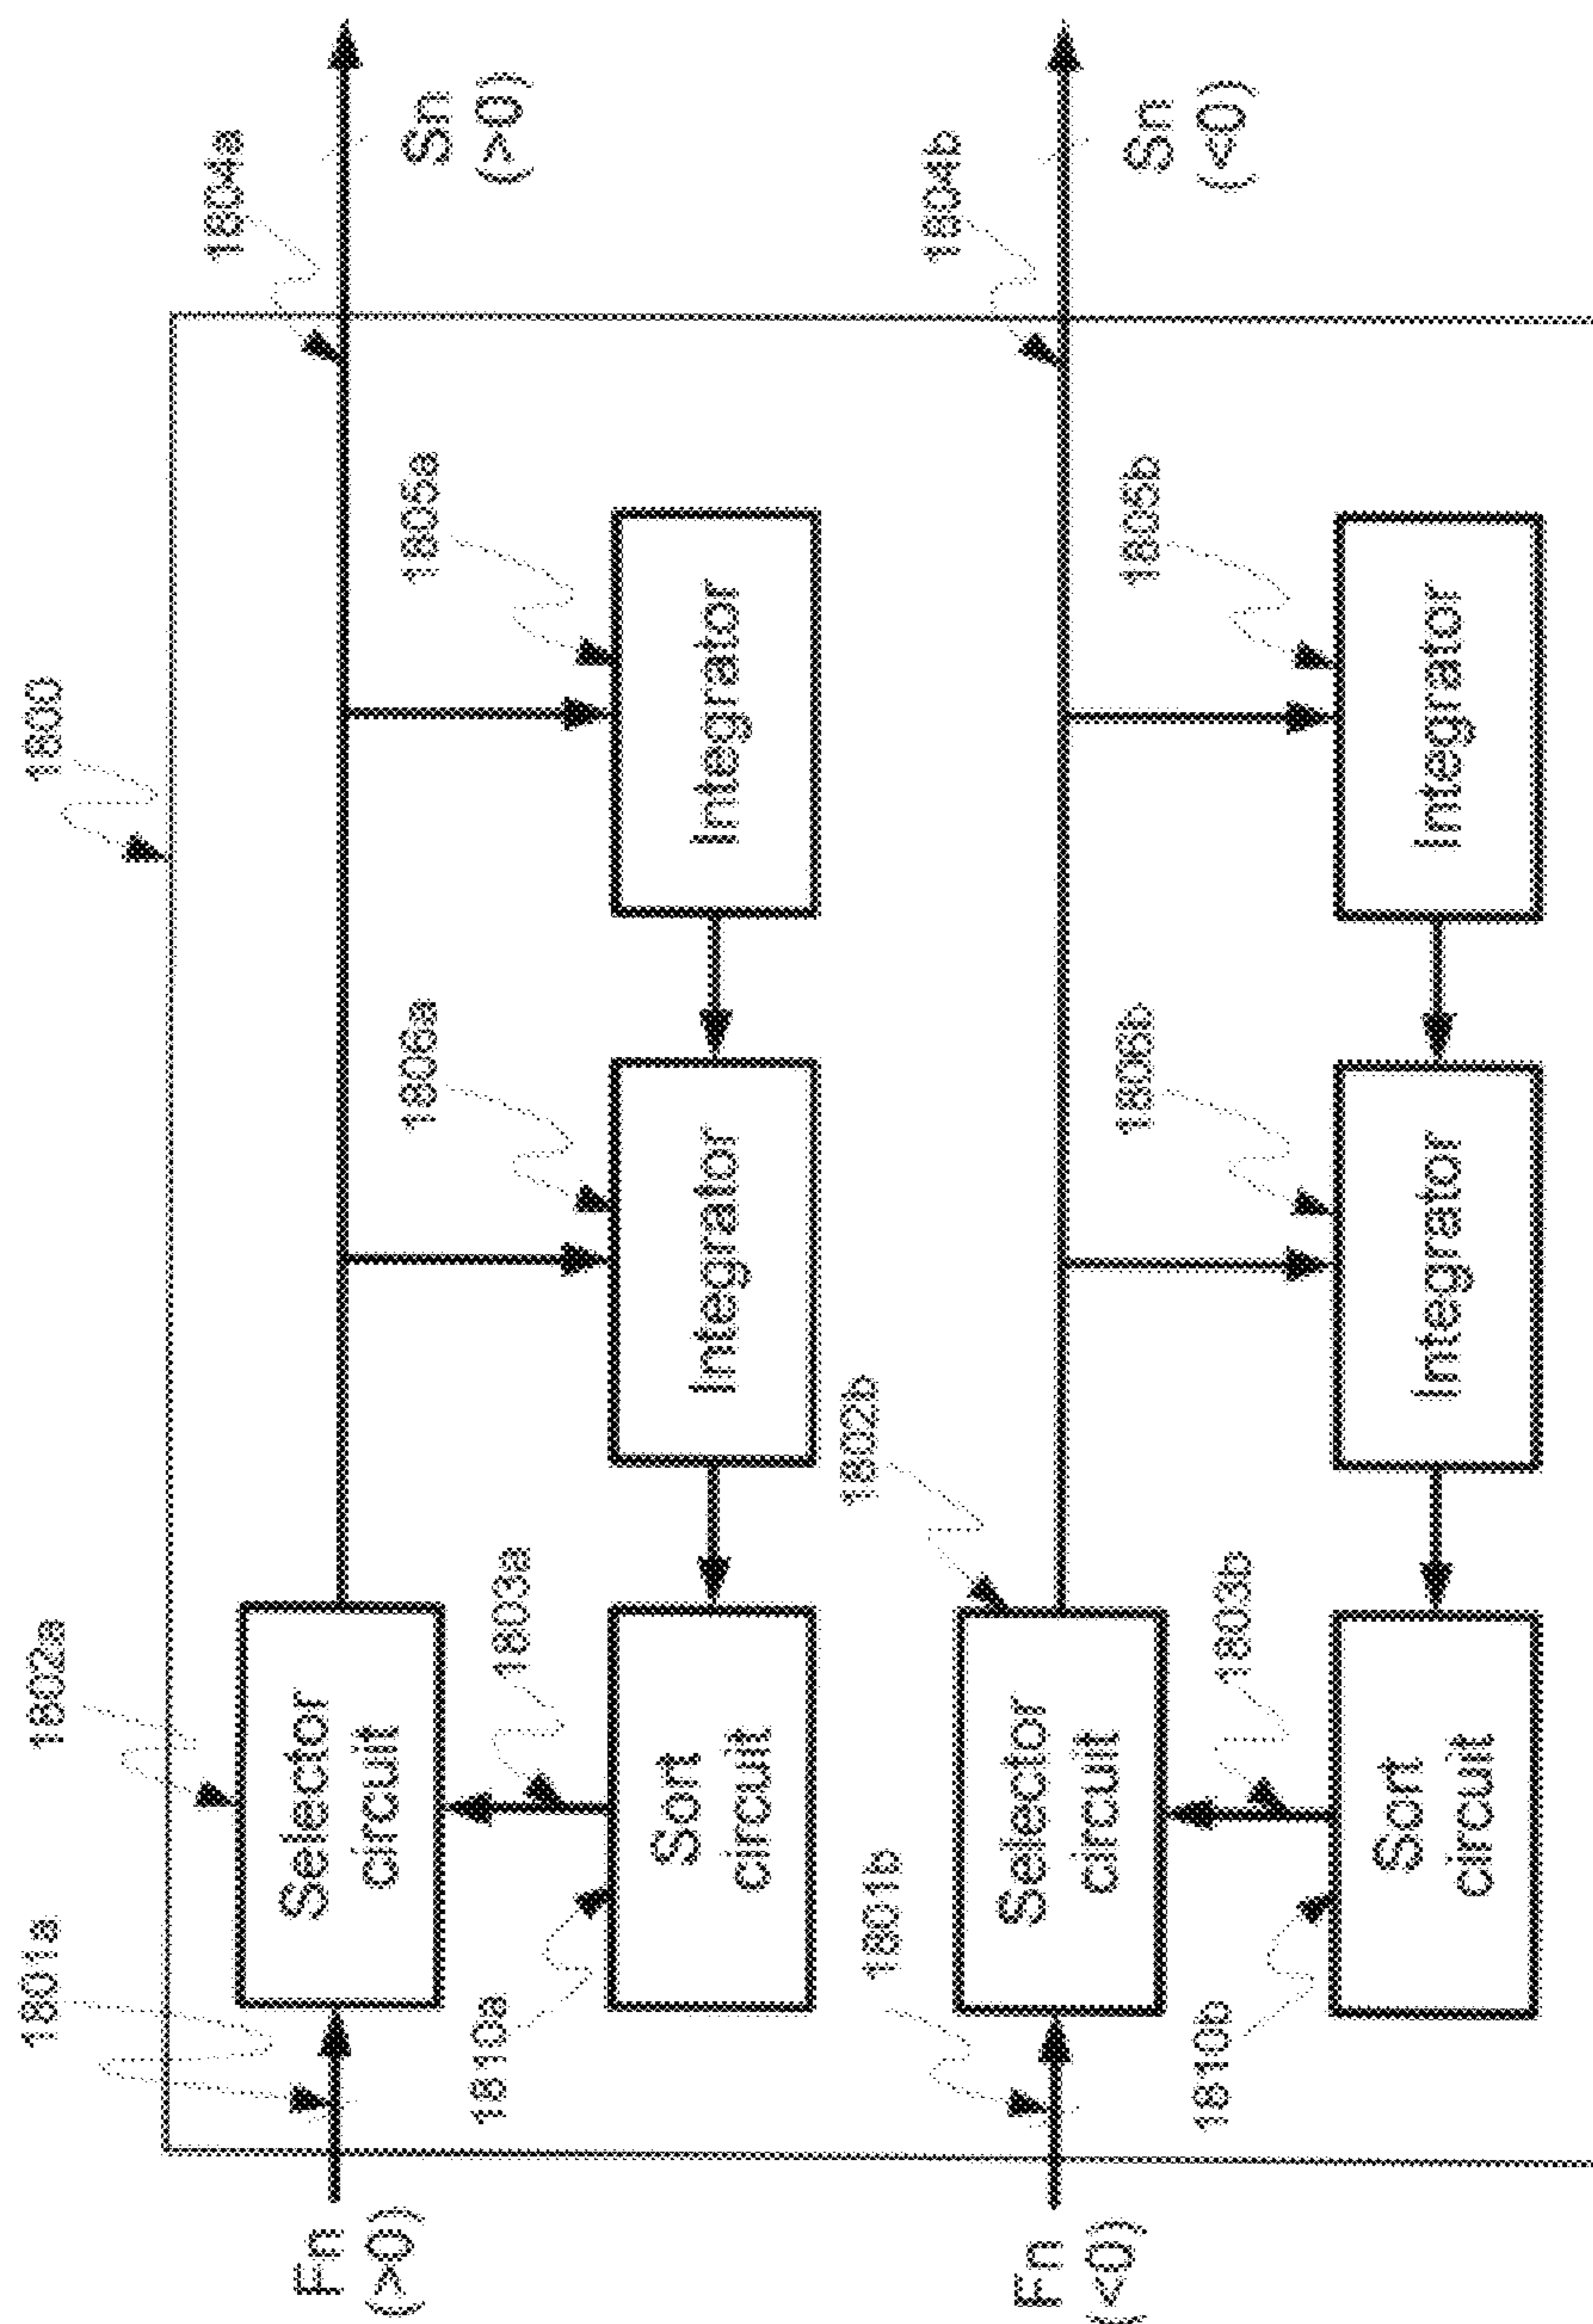 1800
1804a
Sn
(>0)
1802a
1801a
Fn
(>0)
Selector
circuit
1806a
1805a
1803a
1810a
Sort
circuit
Integrator
Integrator
1804b
Sn
(<0)
1802b
1801b
Fn
(<0)
Selector
circuit
1806b
1805b
1803b
1810b
Sort
circuit
Integrator
Integrator